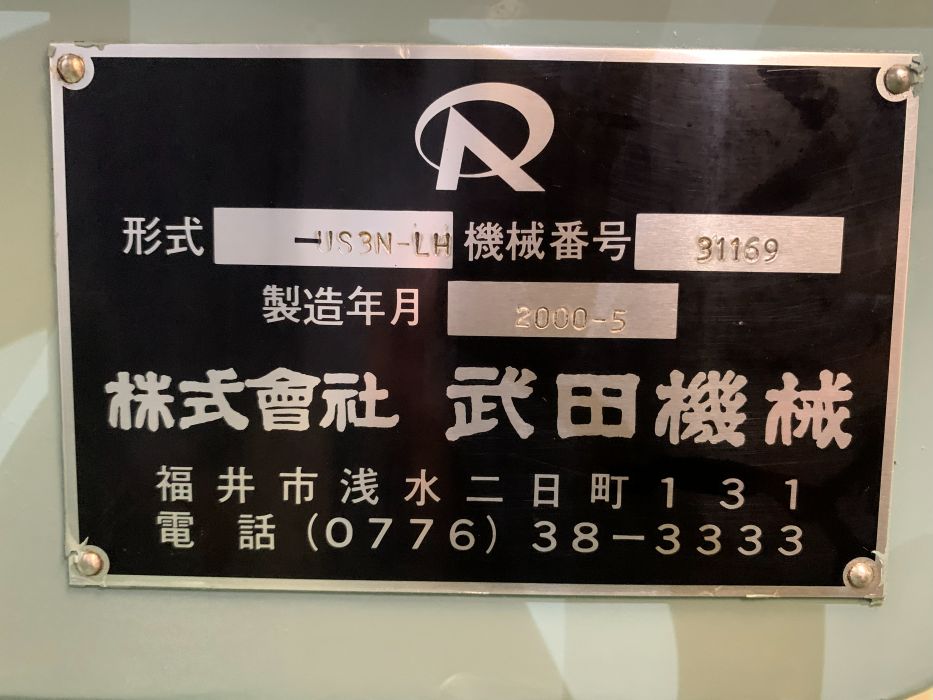 形式 -US3N-LH 機械番号 31169
製造年月 2000-5
株式會社 武田機械
福井市浅水二日町131
電話(0776)38-3333